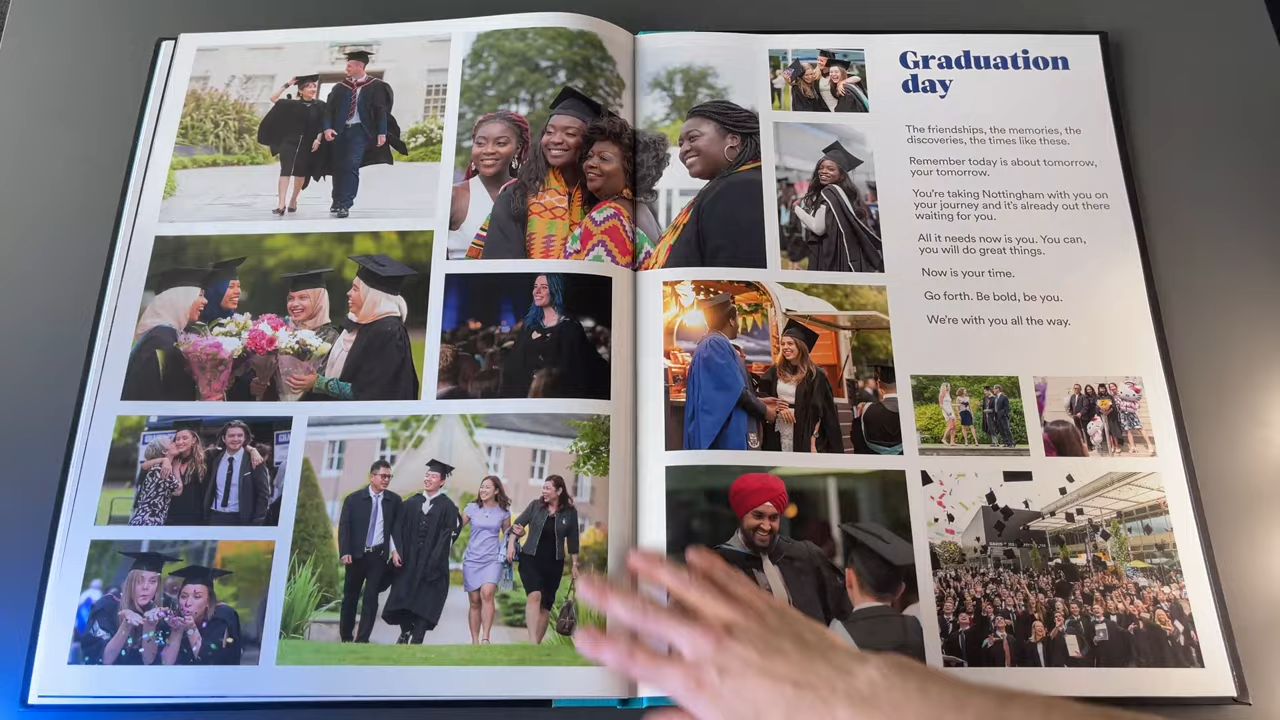 Graduation
day
The friendships, the memories, the
discoveries, the times like these.
Remember today is about tomorrow,
your tomorrow.
You're taking Nottingham with you on
your journey and it's already out there
waiting for you.
All it needs now is you. You can,
you will do great things.
Now is your time.
Go forth. Be bold, be you.
We're with you all the way.